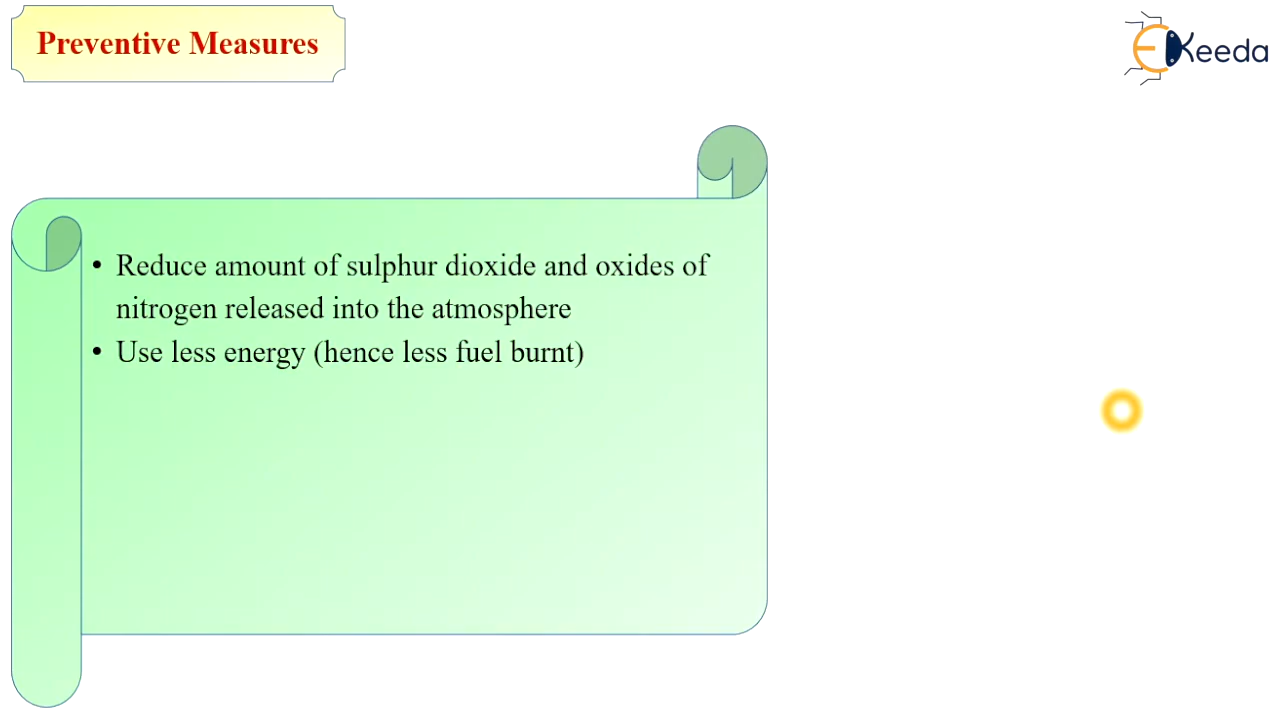 Preventive Measures
EKeeda
• Reduce amount of sulphur dioxide and oxides of
nitrogen released into the atmosphere
• Use less energy (hence less fuel burnt)